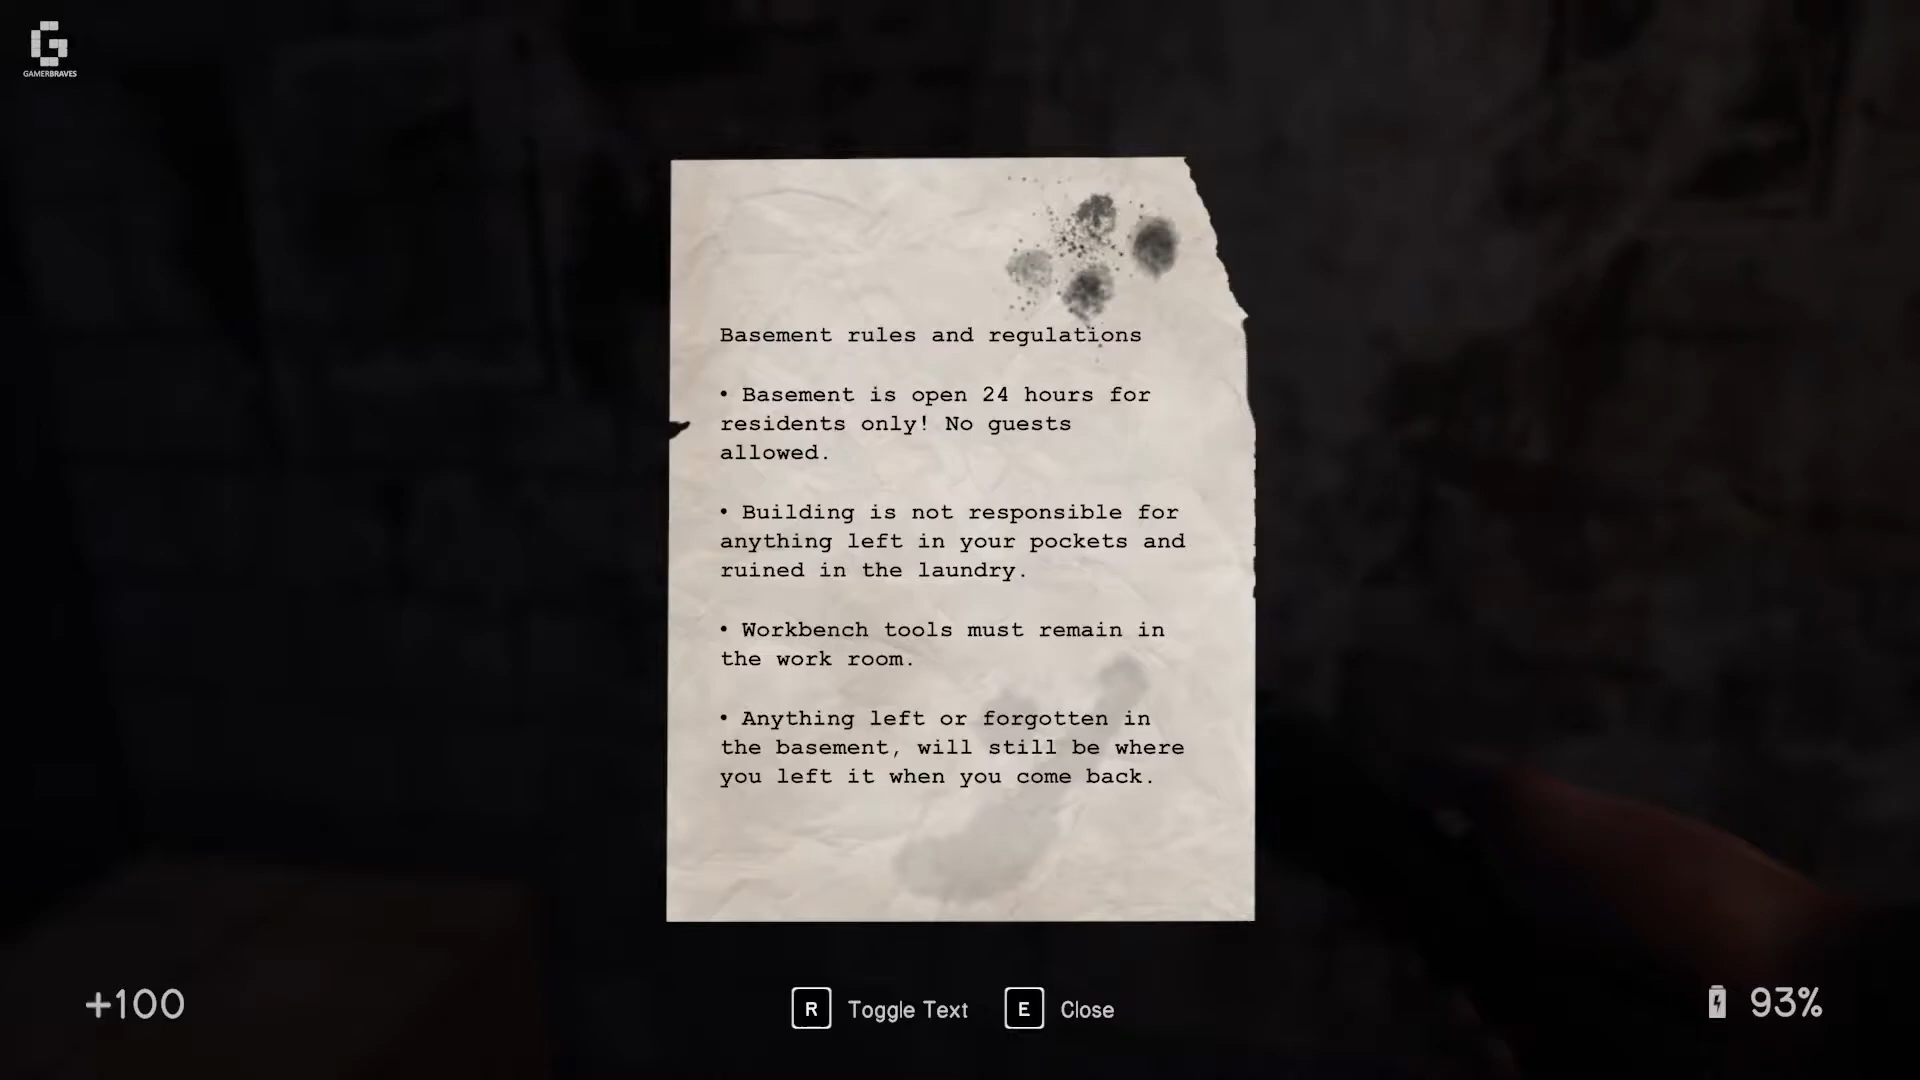 G
GAMERBRAVES
Basement rules and regulations
• Basement is open 24 hours for
residents only! No guests
allowed.
• Building is not responsible for
anything left in your pockets and
ruined in the laundry.
• Workbench tools must remain in
the work room.
• Anything left or forgotten in
the basement, will still be where
you left it when you come back.
+100
R Toggle Text E Close
93%